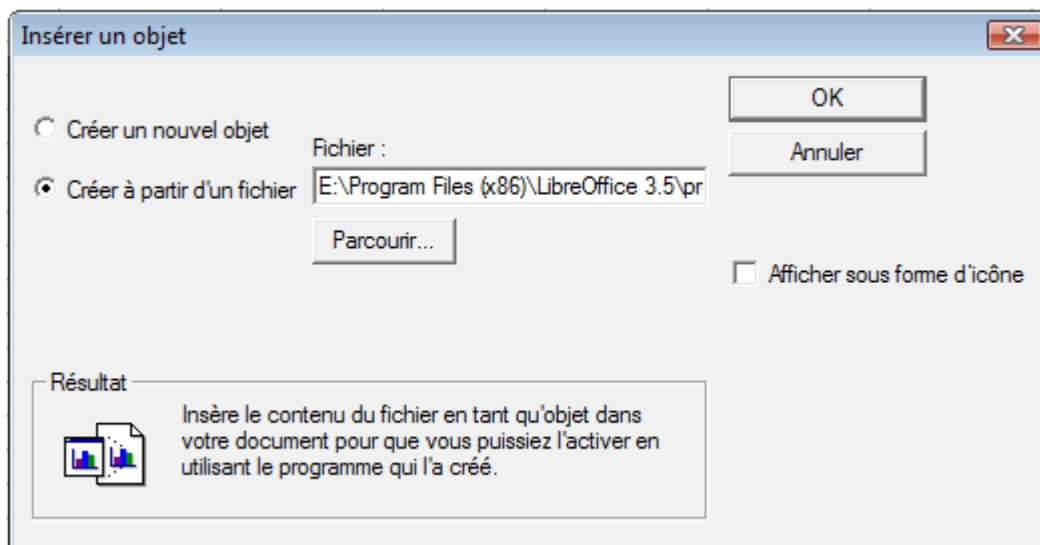 Insérer un objet
OK
Créer un nouvel objet
Fichier :
Annuler
Créer à partir d'un fichier
E:\Program Files (x86)\LibreOffice 3.5\pr
Parcourir...
Afficher sous forme d'icône
Résultat
Insère le contenu du fichier en tant qu'objet dans
votre document pour que vous puissiez l'activer en
utilisant le programme qui l'a créé.